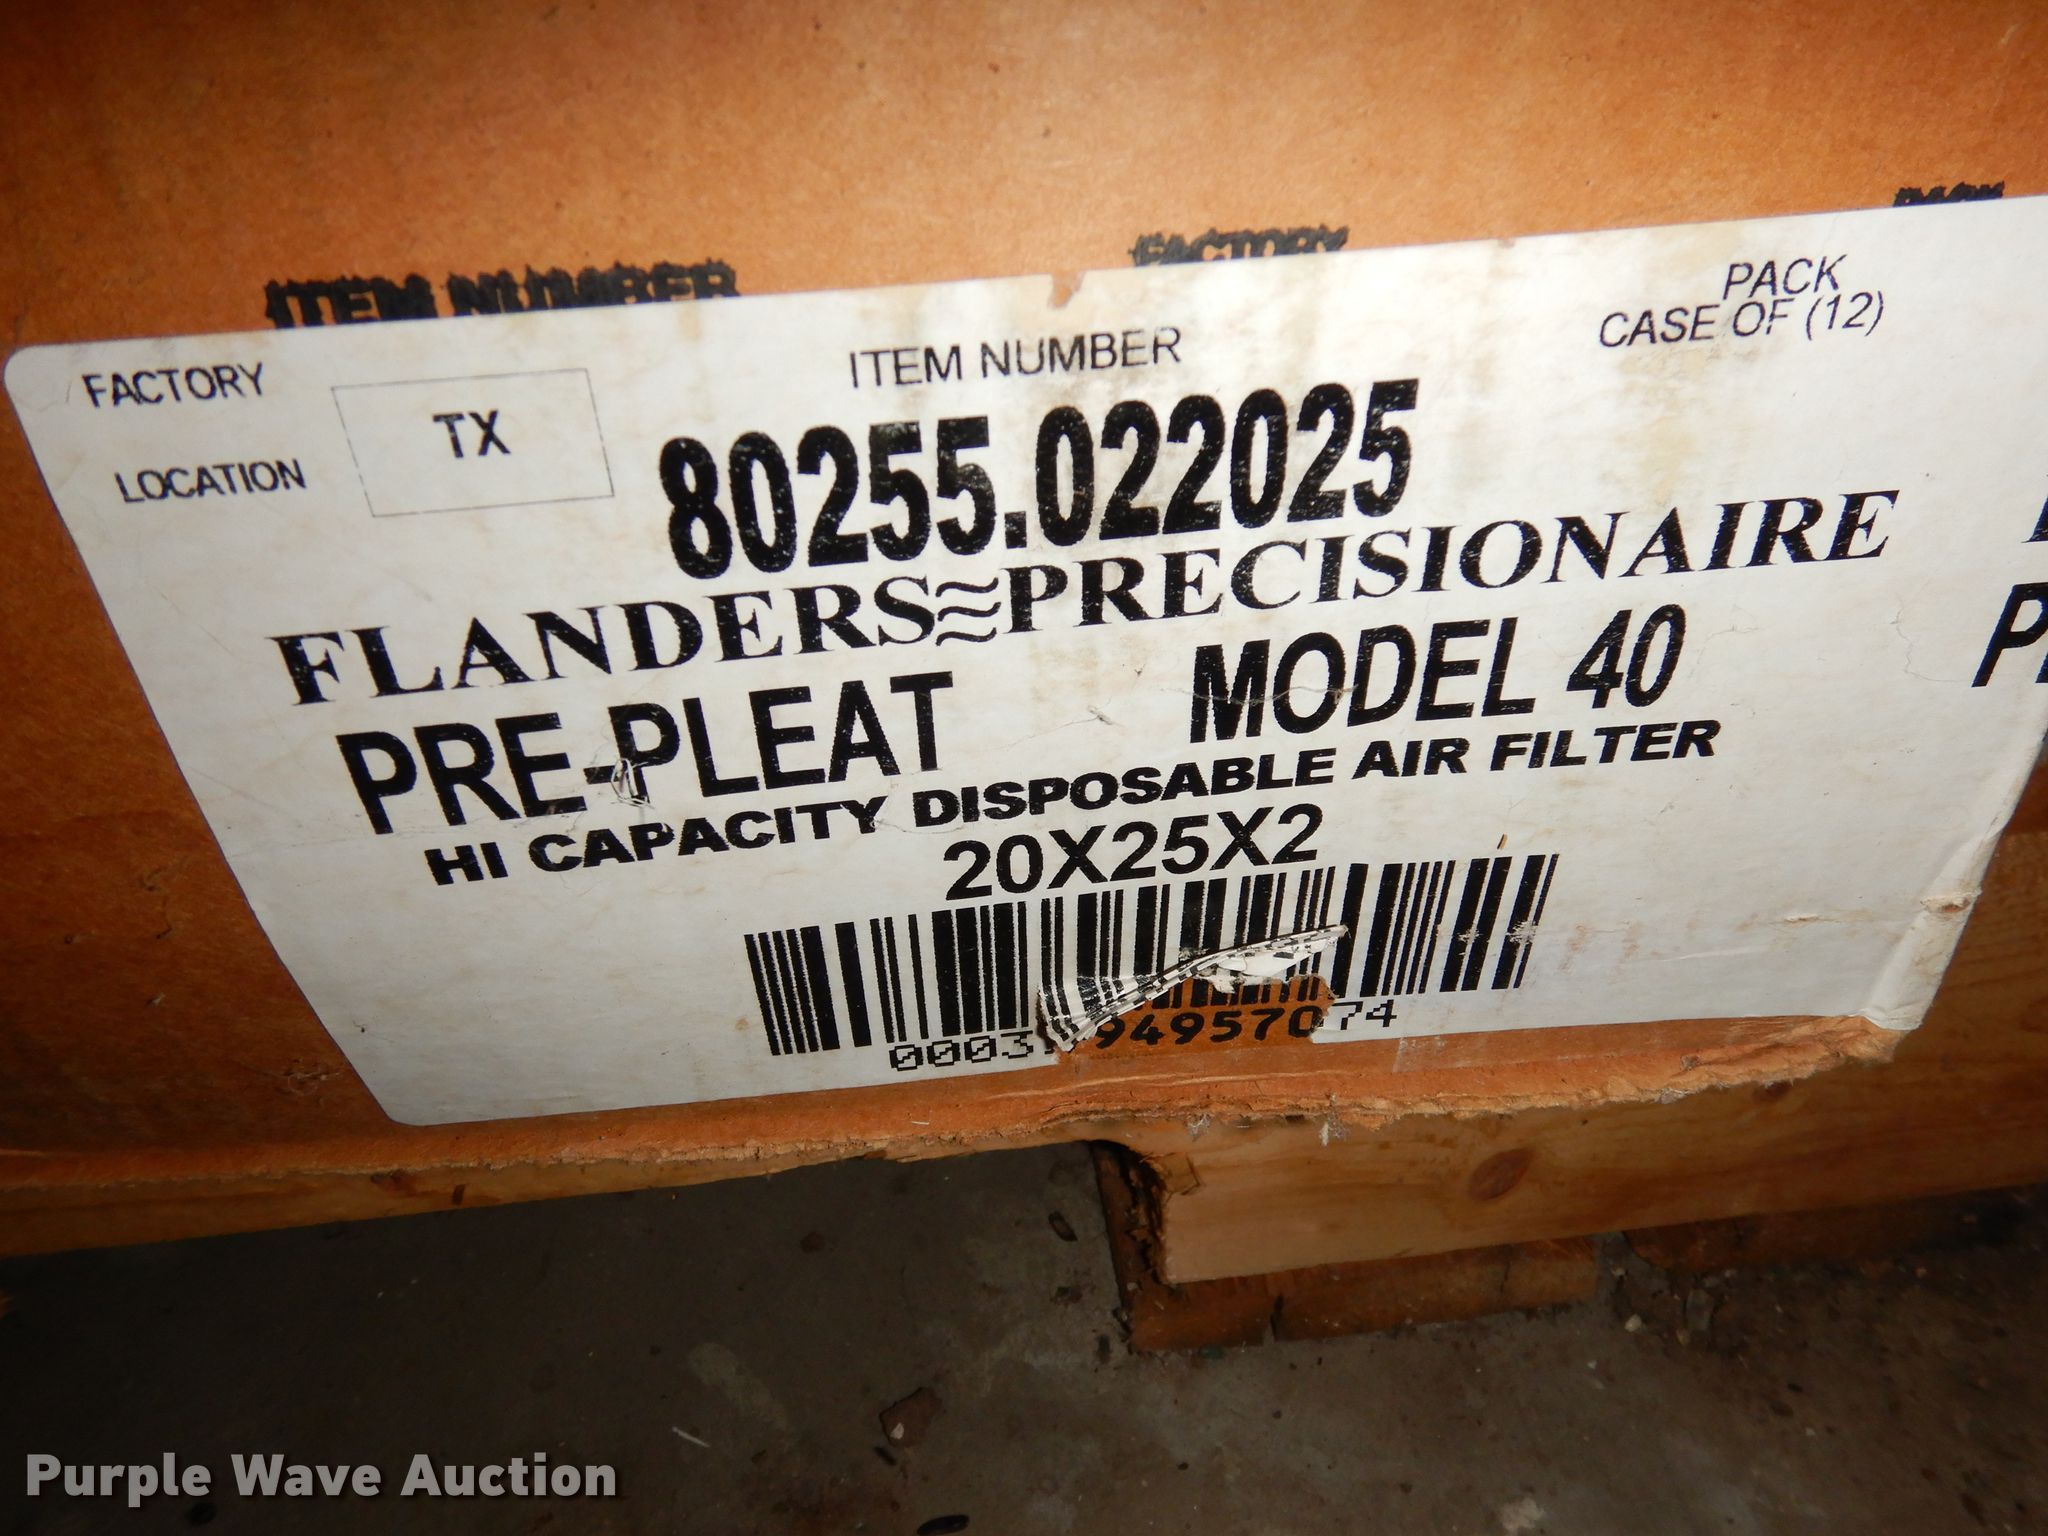 ITEM NUMBER
FACTORY
FACTORY
LOCATION
TX
ITEM NUMBER
80255.022025
PACK
CASE OF (12)
FLANDERS PRECISIONAIRE
PRE-PLEAT MODEL 40
HI CAPACITY DISPOSABLE AIR FILTER
20X25X2
Purple Wave Auction